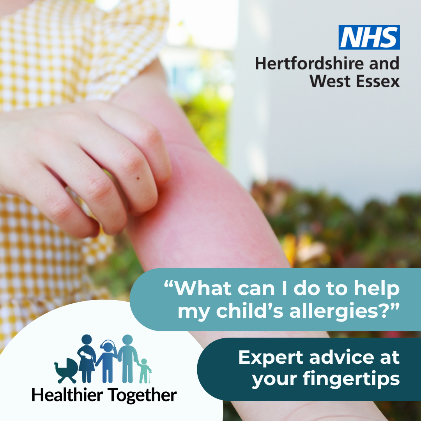 NHS
Hertfordshire and
West Essex
“What can I do to help
my child’s allergies?”
Expert advice at
your fingertips
Healthier Together